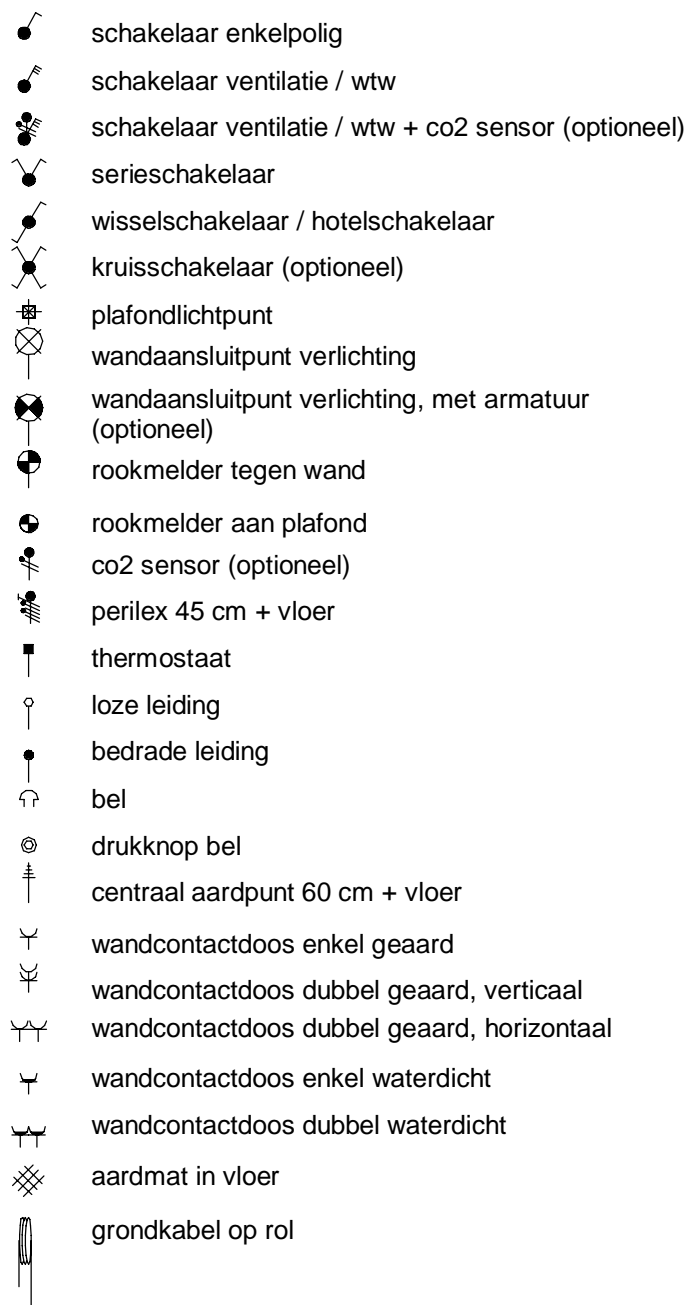 schakelaar enkelpolig
schakelaar ventilatie / wtw
schakelaar ventilatie / wtw + co2 sensor (optioneel)
serieschakelaar
wisselschakelaar / hotelschakelaar
kruisschakelaar (optioneel)
plafondlichtpunt
wandaansluitpunt verlichting
wandaansluitpunt verlichting, met armatuur
(optioneel)
rookmelder tegen wand
rookmelder aan plafond
co2 sensor (optioneel)
perilex 45 cm + vloer
thermostaat
loze leiding
bedrade leiding
bel
drukknop bel
centraal aardpunt 60 cm + vloer
wandcontactdoos enkel geaard
wandcontactdoos dubbel geaard, verticaal
wandcontactdoos dubbel geaard, horizontaal
wandcontactdoos enkel waterdicht
wandcontactdoos dubbel waterdicht
aardmat in vloer
grondkabel op rol